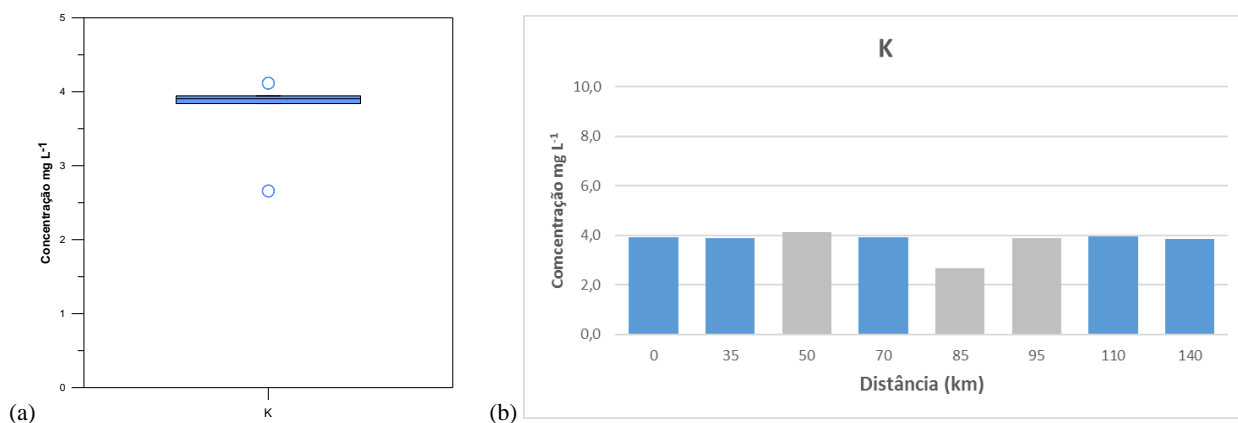 5
4
3
2
1
0
Concentração mg L-1
K
(a)
K
10,0
8,0
6,0
4,0
2,0
0,0
Comcentração mg L-1
0 35 50 70 85 95 110 140
Distância (km)
(b)